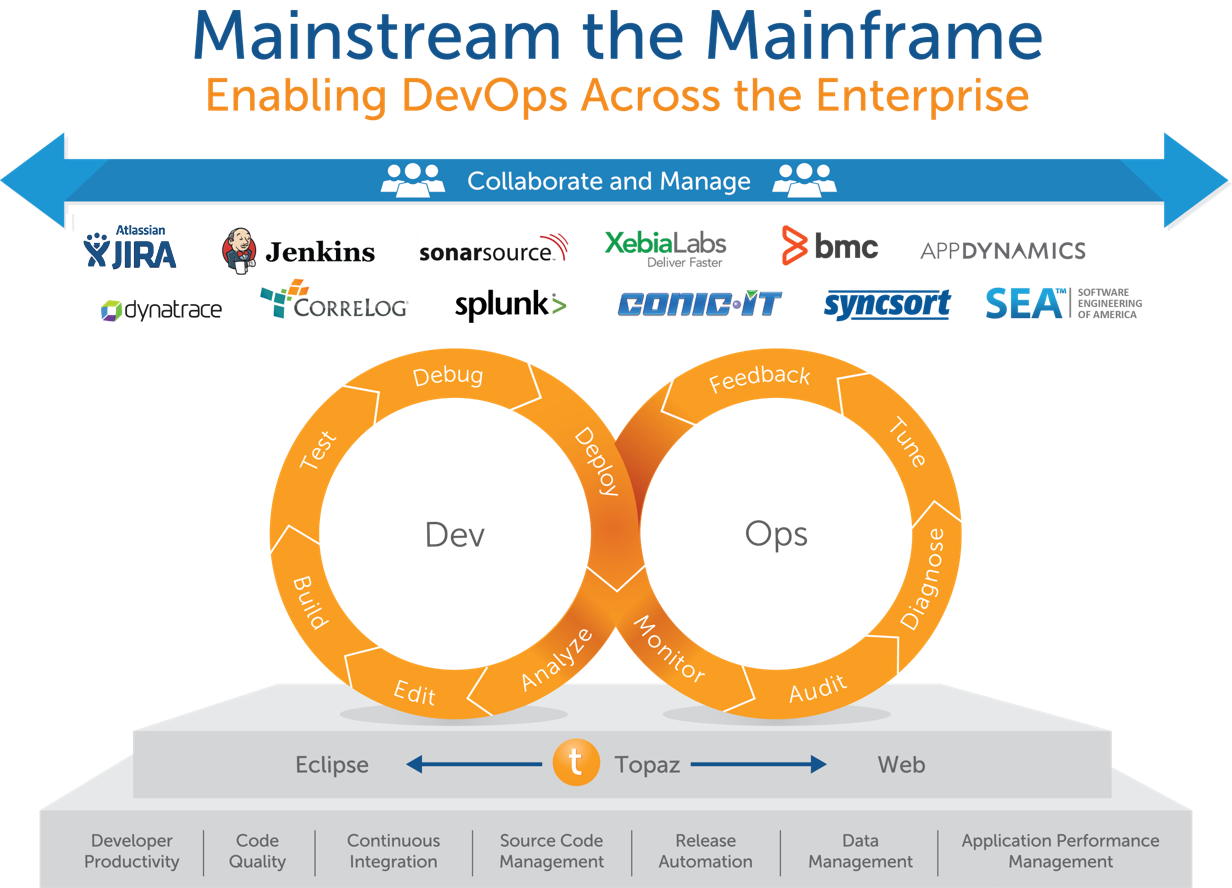 Mainstream the Mainframe
Enabling DevOps Across the Enterprise
Collaborate and Manage
Atlassian
JIRA
Jenkins
sonarsource™
XebiaLabs
Deliver Faster
bmc
APPDYNAMICS
dynatrace
CORRELOG®
splunk>
CONIC•IT
syncsort
SEA™
SOFTWARE
ENGINEERING
OF AMERICA
Debug
Deploy
Test
Build
Edit
Analyze
Dev
Feedback
Tune
Diagnose
Audit
Monitor
Ops
Eclipse
t Topaz
Web
Developer
Productivity
Code
Quality
Continuous
Integration
Source Code
Management
Release
Automation
Data
Management
Application Performance
Management